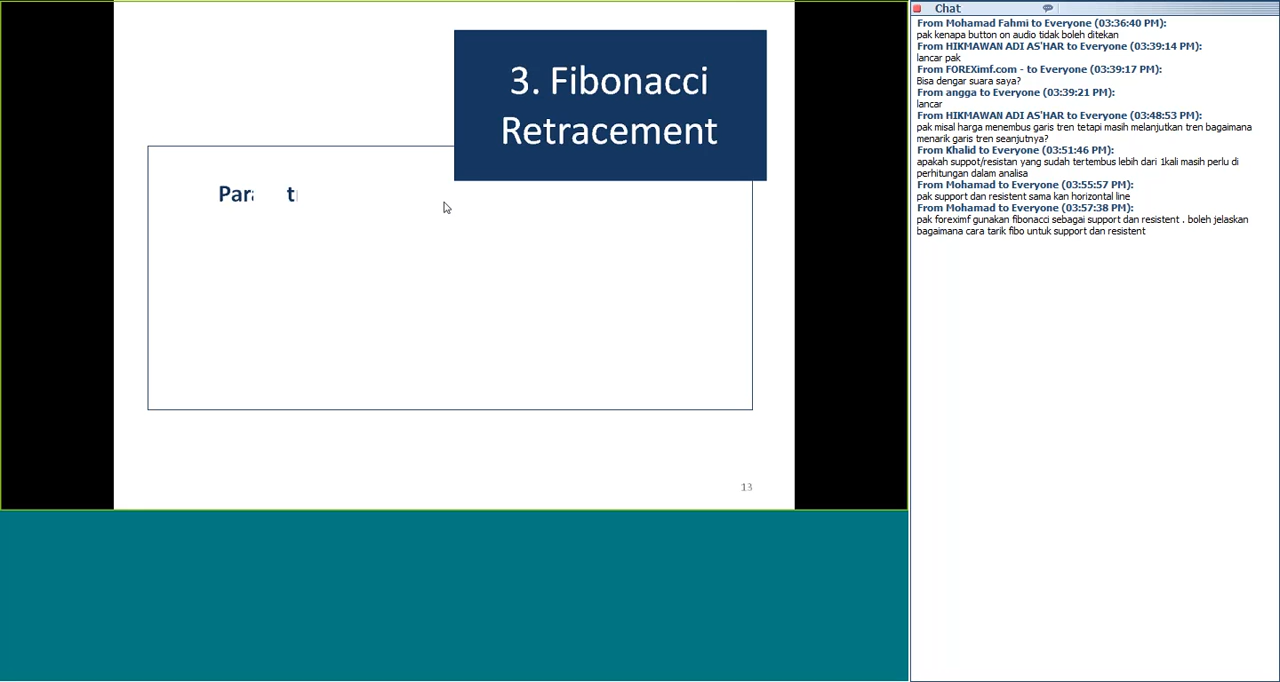 3. Fibonacci
Retracement
13
Chat
From Mohamad Fahmi to Everyone (03:36:40 PM):
pak kenapa button on audio tidak boleh ditekan
From HIKMAWAN ADI AS'HAR to Everyone (03:39:14 PM):
lancar pak
From FOREXimf.com - to Everyone (03:39:17 PM):
Bisa dengar suara saya?
From angga to Everyone (03:39:21 PM):
lancar
From HIKMAWAN ADI AS'HAR to Everyone (03:48:53 PM):
pak misal harga menembus garis tren tetapi masih melanjutkan tren bagaimana
menarik garis tren seanjutnya?
From Khalid to Everyone (03:51:46 PM):
apakah suppot/resistan yang sudah tertembus lebih dari 1kali masih perlu di
perhitungan dalam analisa
From Mohamad to Everyone (03:55:57 PM):
pak support dan resistent sama kan horizontal line
From Mohamad to Everyone (03:57:38 PM):
pak foreximf gunakan fibonacci sebagai support dan resistent . boleh jelaskan
bagaimana cara tarik fibo untuk support dan resistent